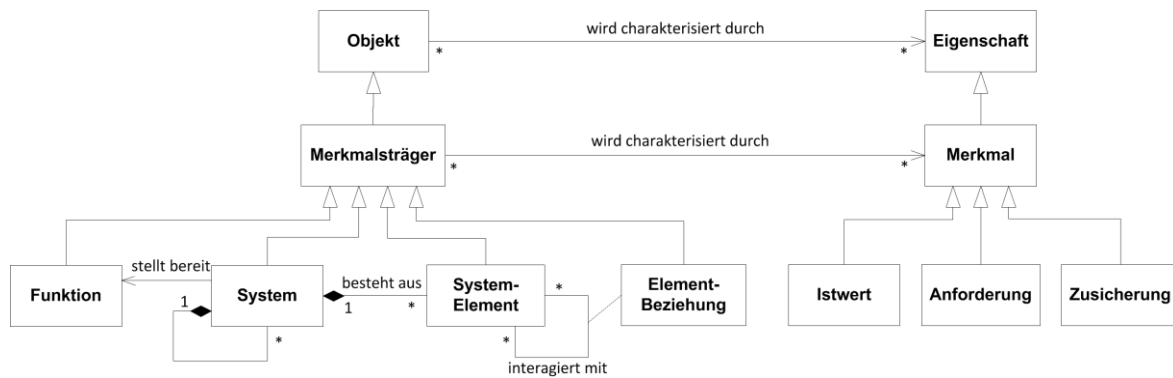 Objekt
wird charakterisiert durch
*
*
Eigenschaft
Merkmalsträger
wird charakterisiert durch
*
*
Merkmal
Funktion
stellt bereit
System
1
*
besteht aus
1
*
System-
Element
*
*
interagiert mit
Element-
Beziehung
Istwert
Anforderung
Zusicherung